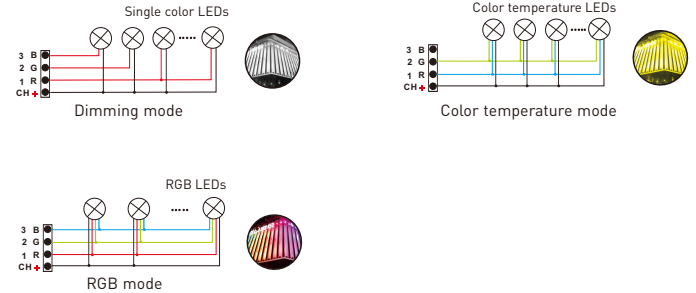 Single color LEDs
3 B
2 G
1 R
CH +
Dimming mode
Color temperature LEDs
3 B
2 G
1 R
CH +
Color temperature mode
RGB LEDs
3 B
2 G
1 R
CH +
RGB mode